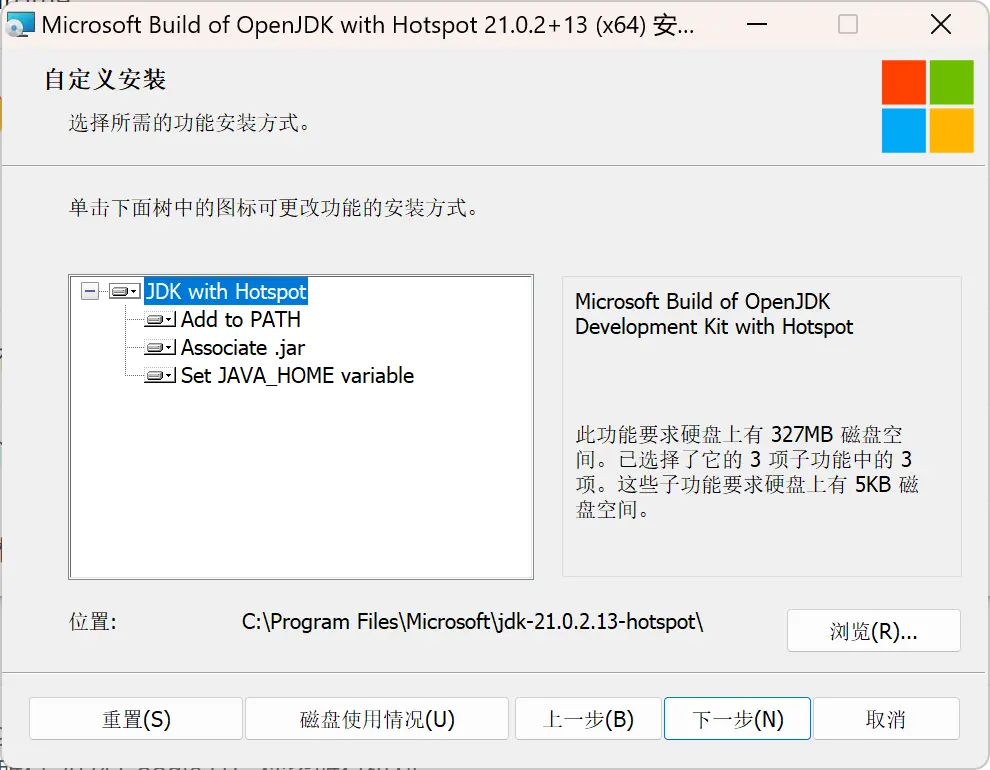 Microsoft Build of OpenJDK with Hotspot 21.0.2+13 (x64) 安...
自定义安装
选择所需的功能安装方式。
单击下面树中的图标可更改功能的安装方式。
JDK with Hotspot
Add to PATH
Associate .jar
Set JAVA_HOME variable
Microsoft Build of OpenJDK
Development Kit with Hotspot
此功能要求硬盘上有 327MB 磁盘空
间。已选择了它的 3 项子功能中的 3
项。这些子功能要求硬盘上有 5KB 磁
盘空间。
位置:
C:\Program Files\Microsoft\jdk-21.0.2.13-hotspot\
浏览(R)...
重置(S)
磁盘使用情况(U)
上一步(B)
下一步(N)
取消